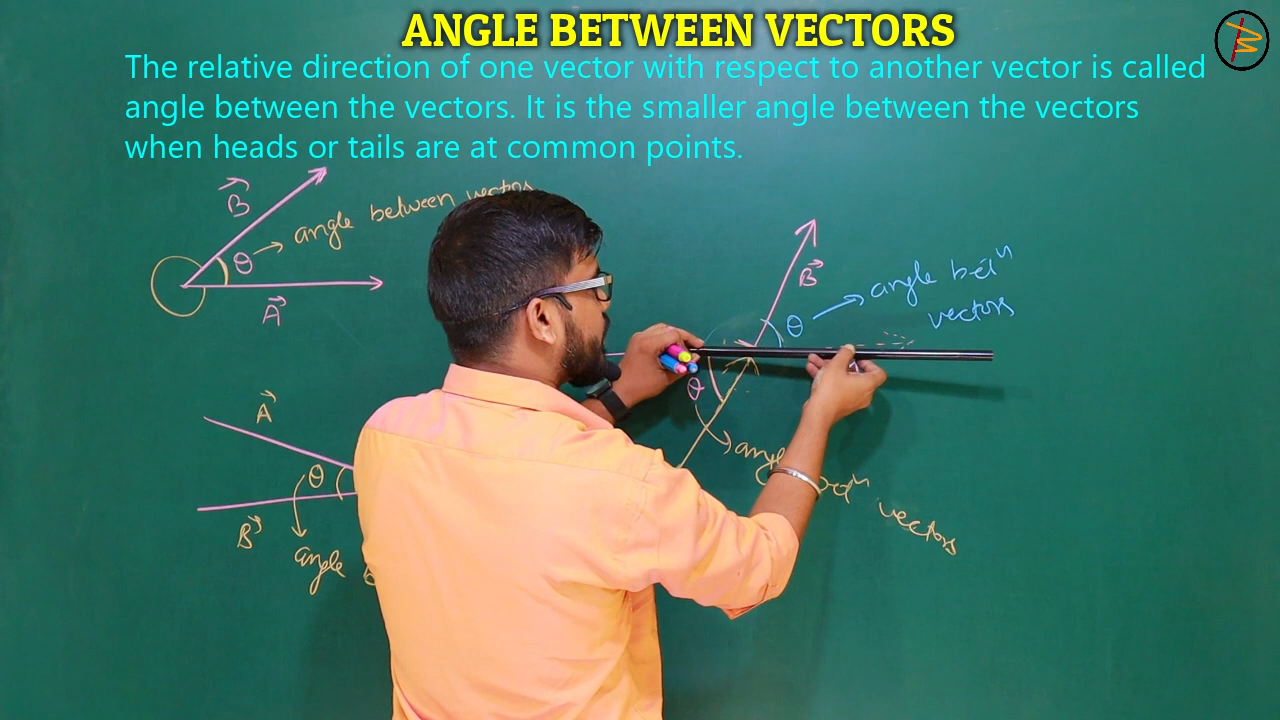 ANGLE BETWEEN VECTORS
The relative direction of one vector with respect to another vector is called
angle between the vectors. It is the smaller angle between the vectors
when heads or tails are at common points.
B⃗
θ → angle between vector
A⃗
B⃗
θ → angle betⁿ
vectors
θ
vectors
A⃗
θ
B⃗
angle